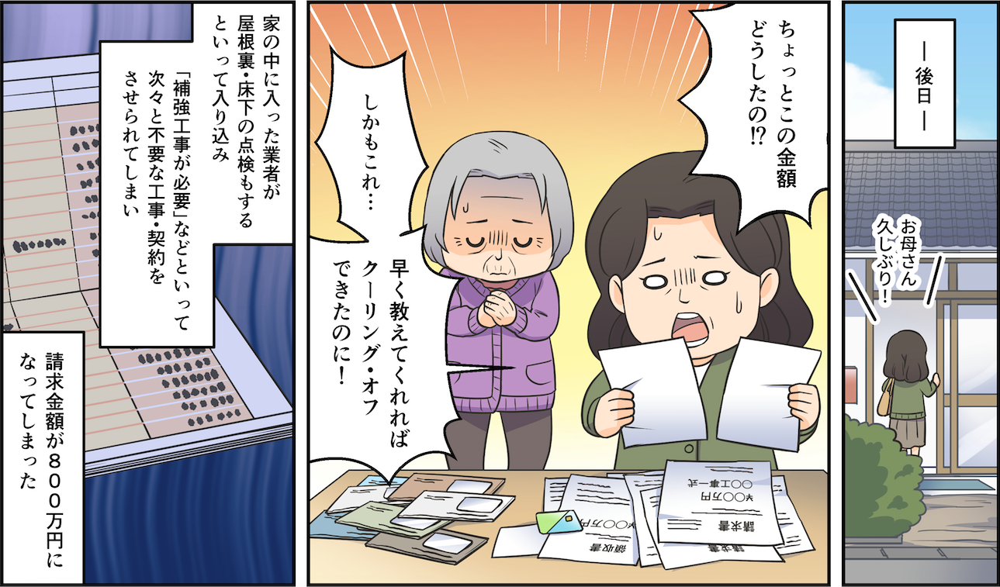 ―後日―
お母さん
久しぶり！
ちょっとこの金額
どうしたの!?
しかもこれ…
早く教えてくれれば
クーリング・オフ
できたのに！
請求書
¥〇〇万円
〇〇工事一式
請求書
領収書
¥〇〇万円
家の中に入った業者が
屋根裏・床下の点検もする
といって入り込み
「補強工事が必要」などといって
次々と不要な工事・契約を
させられてしまい
請求金額が８００万円に
なってしまった